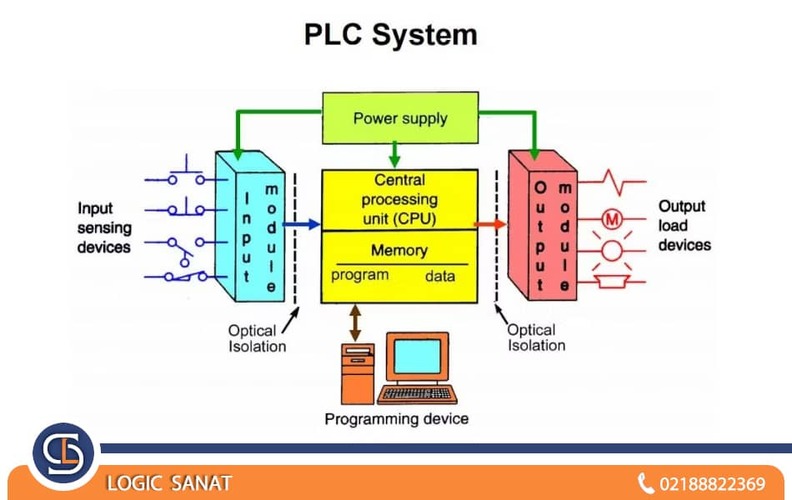 PLC System
Power supply
Input
sensing
devices
Input
module
Central
processing
unit (CPU)
Memory
program data
Output
module
M
Output
load
devices
Optical
Isolation
Optical
Isolation
Programming device
LOGIC SANAT
02188822369